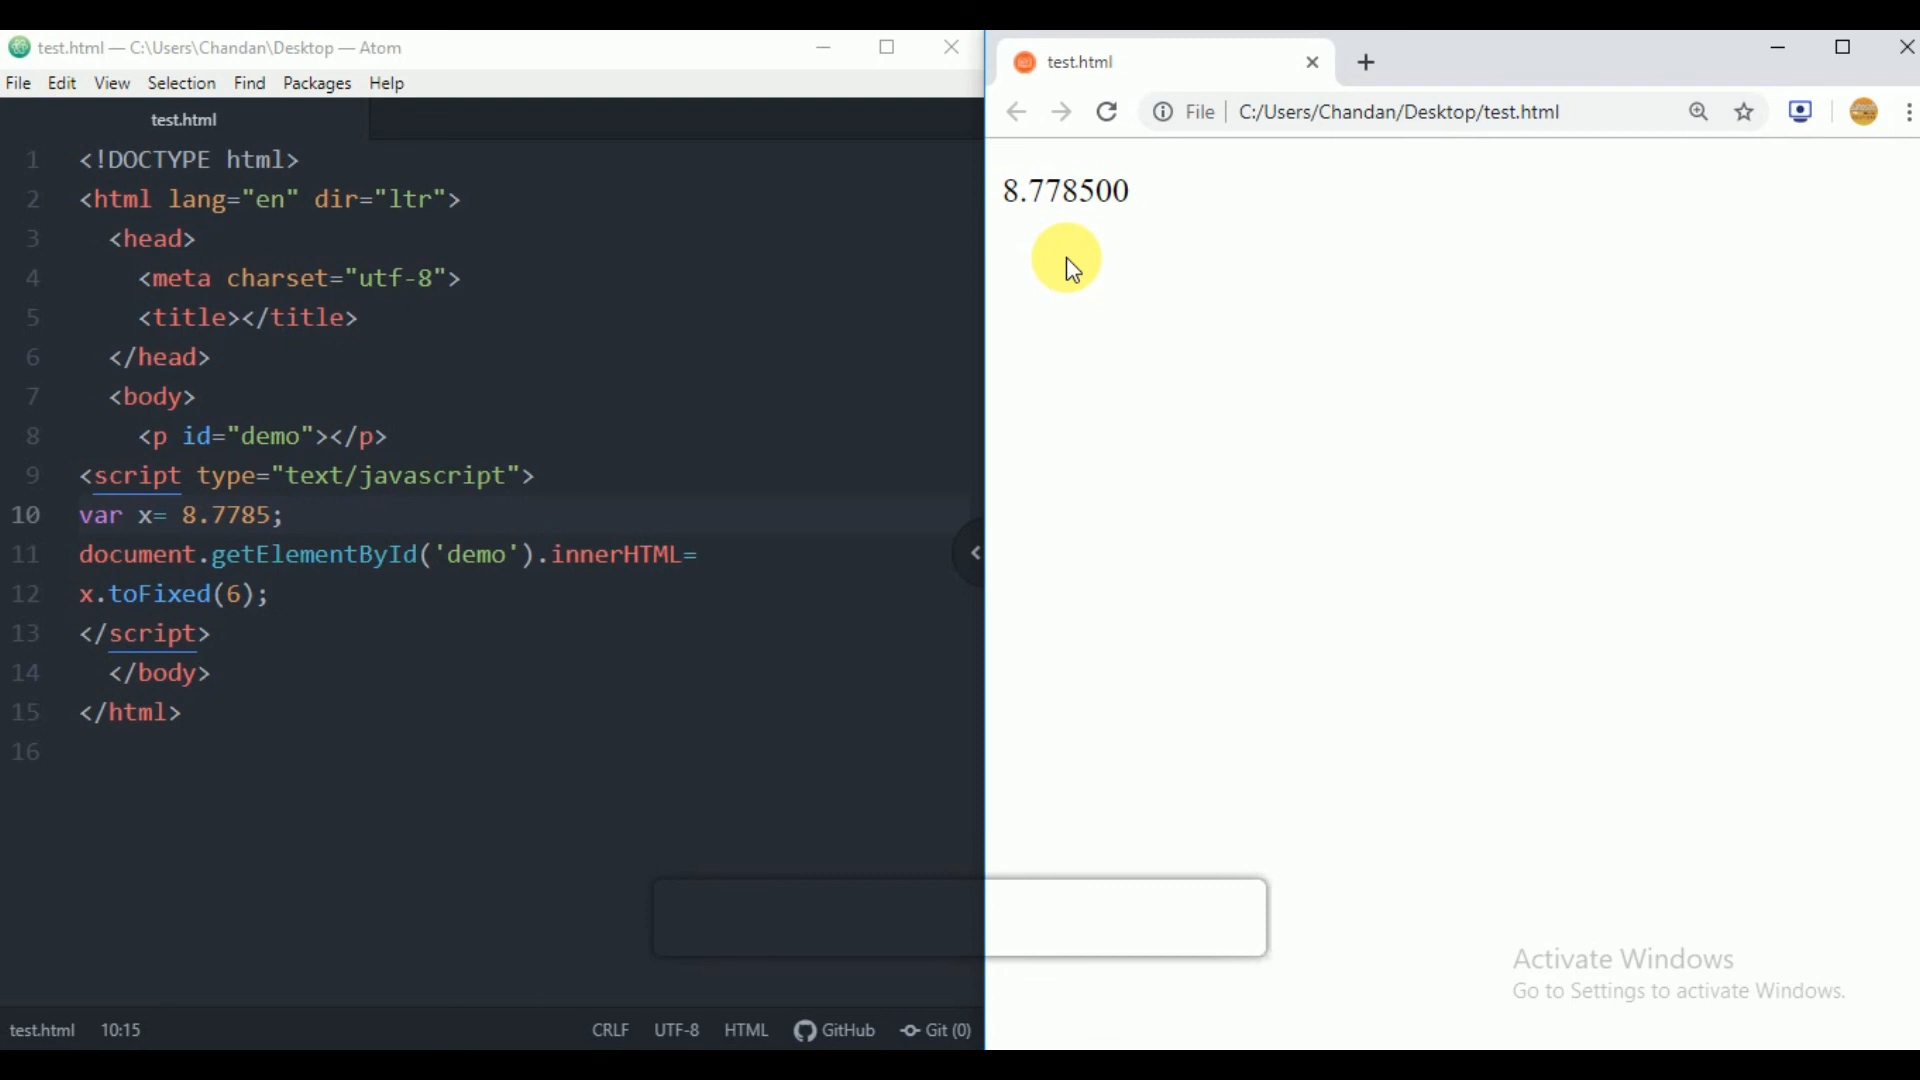 test.html — C:\Users\Chandan\Desktop — Atom
File Edit View Selection Find Packages Help
test.html
1 <!DOCTYPE html>
2 <html lang="en" dir="ltr">
3 <head>
4 <meta charset="utf-8">
5 <title></title>
6 </head>
7 <body>
8 <p id="demo"></p>
9 <script type="text/javascript">
10 var x= 8.7785;
11 document.getElementById('demo').innerHTML=
12 x.toFixed(6);
13 </script>
14 </body>
15 </html>
16
test.html 10:15 CRLF UTF-8 HTML GitHub Git (0)
test.html
File C:/Users/Chandan/Desktop/test.html
8.778500
Activate Windows
Go to Settings to activate Windows.